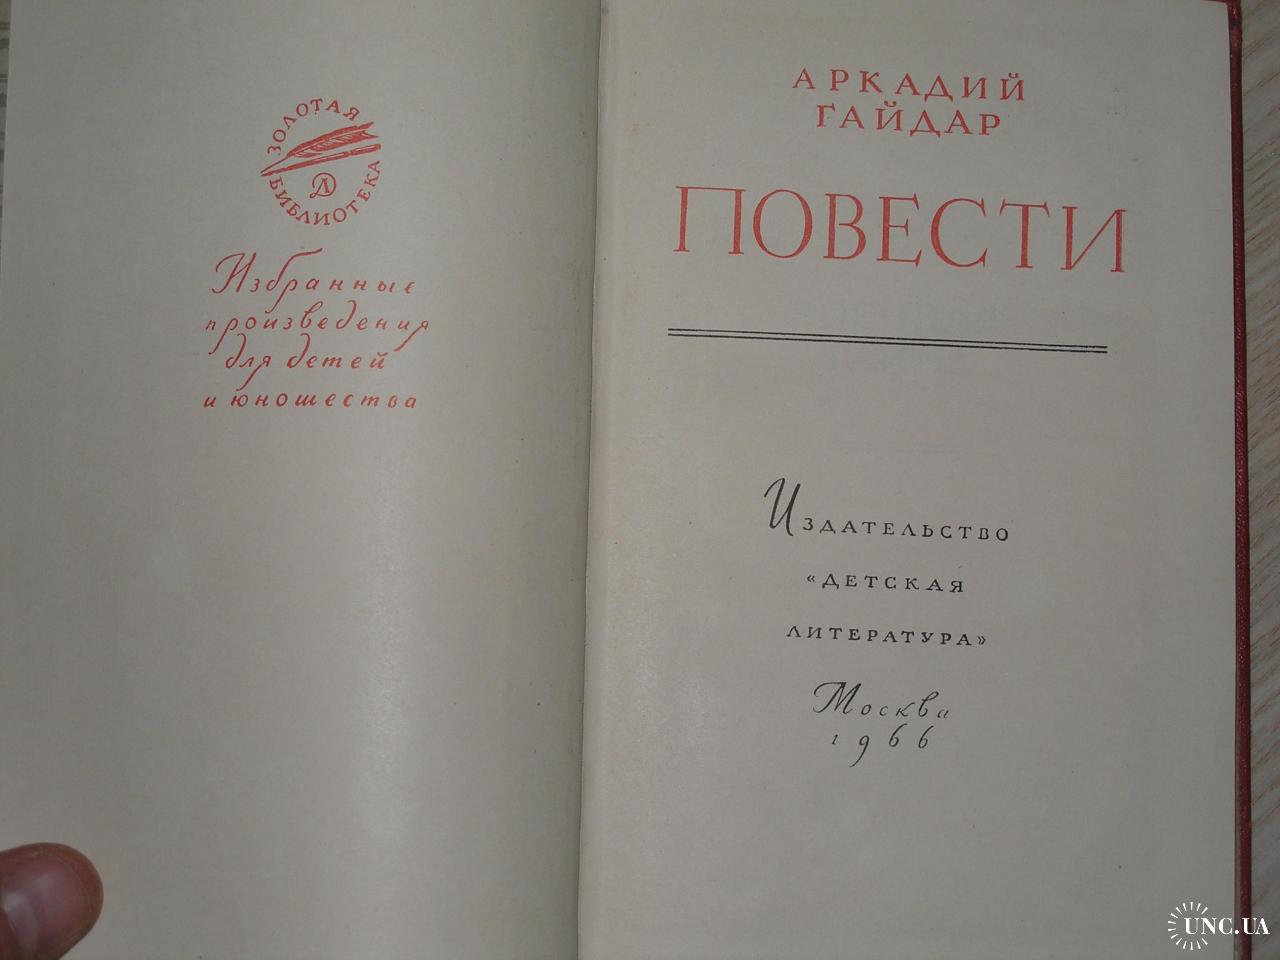 ЗОЛОТАЯ
Д
БИБЛИОТЕКА
Избранные
произведения
для детей
и юношества
АРКАДИЙ
ГАЙДАР
ПОВЕСТИ
Издательство
«ДЕТСКАЯ
ЛИТЕРАТУРА»
Москва
1966
UNC.UA